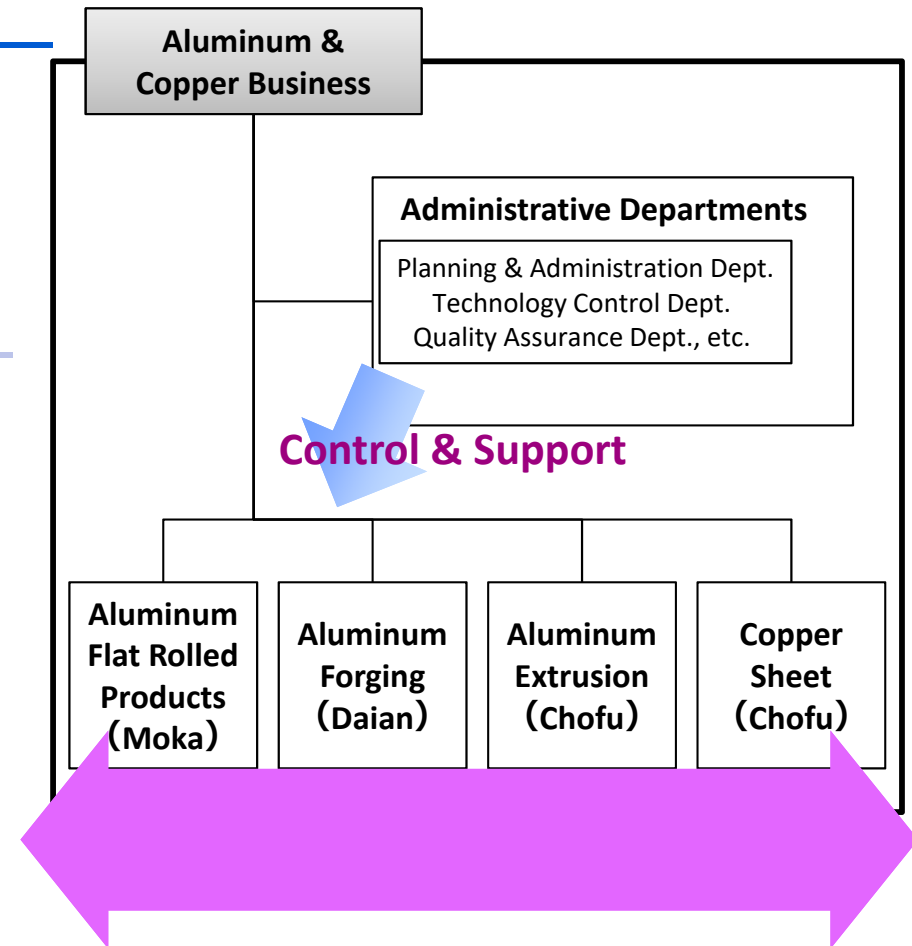 Aluminum &
Copper Business
Administrative Departments
Planning & Administration Dept.
Technology Control Dept.
Quality Assurance Dept., etc.
Control & Support
Aluminum
Flat Rolled
Products
(Moka)
Aluminum
Forging
(Daian)
Aluminum
Extrusion
(Chofu)
Copper
Sheet
(Chofu)